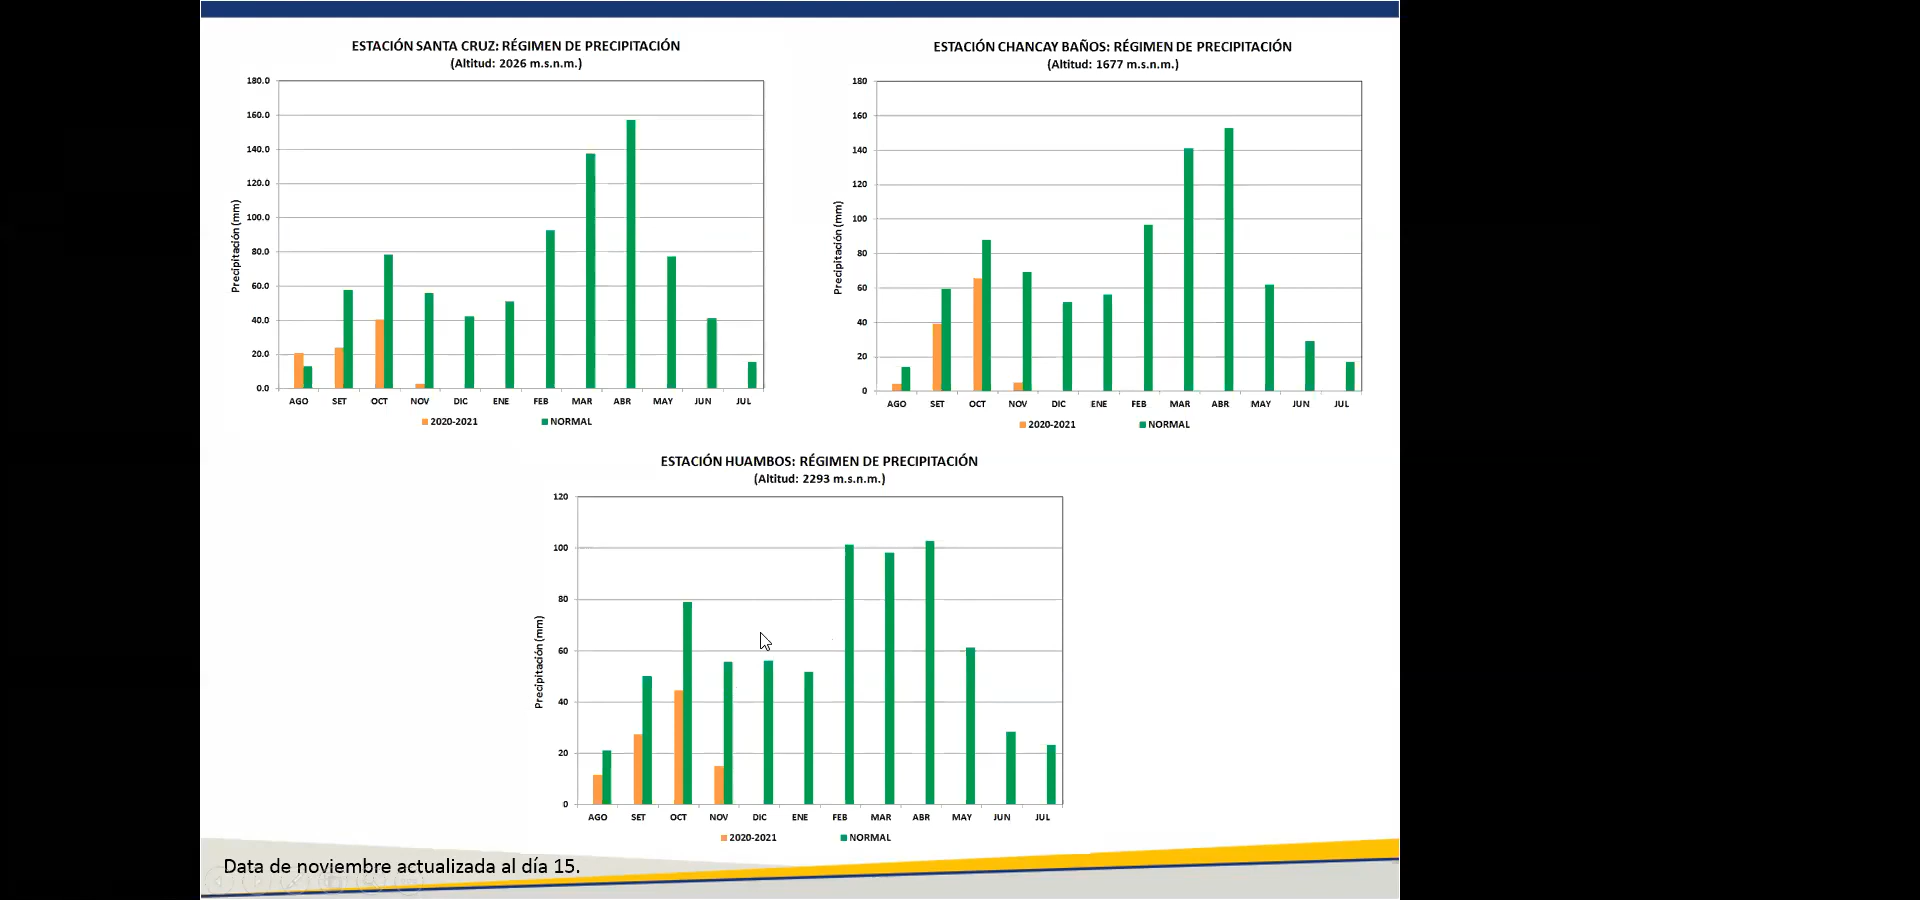 ESTACIÓN SANTA CRUZ: RÉGIMEN DE PRECIPITACIÓN
(Altitud: 2026 m.s.n.m.)
180.0
160.0
140.0
120.0
100.0
80.0
60.0
40.0
20.0
0.0
Precipitación (mm)
AGO SET OCT NOV DIC ENE FEB MAR ABR MAY JUN JUL
2020-2021 NORMAL
ESTACIÓN CHANCAY BAÑOS: RÉGIMEN DE PRECIPITACIÓN
(Altitud: 1677 m.s.n.m.)
180
160
140
120
100
80
60
40
20
0
Precipitación (mm)
AGO SET OCT NOV DIC ENE FEB MAR ABR MAY JUN JUL
2020-2021 NORMAL
ESTACIÓN HUAMBOS: RÉGIMEN DE PRECIPITACIÓN
(Altitud: 2293 m.s.n.m.)
120
100
80
60
40
20
0
Precipitación (mm)
AGO SET OCT NOV DIC ENE FEB MAR ABR MAY JUN JUL
2020-2021 NORMAL
Data de noviembre actualizada al día 15.